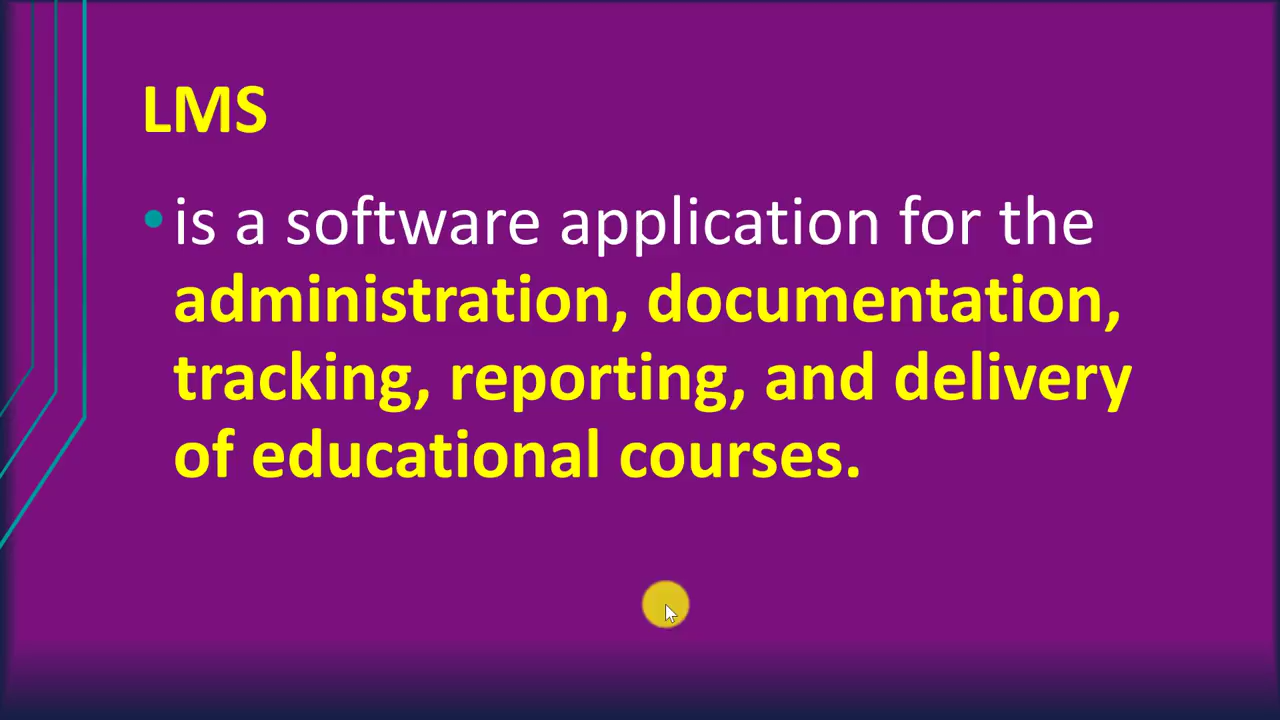 LMS
•is a software application for the
administration, documentation,
tracking, reporting, and delivery
of educational courses.